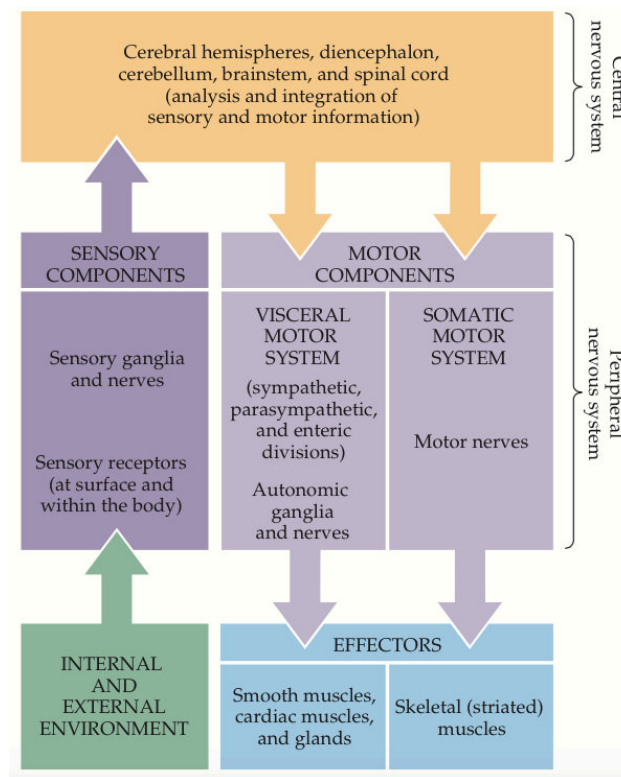 Cerebral hemispheres, diencephalon,
cerebellum, brainstem, and spinal cord
(analysis and integration of
sensory and motor information)
Central
nervous system
SENSORY
COMPONENTS
Sensory ganglia
and nerves
Sensory receptors
(at surface and
within the body)
MOTOR
COMPONENTS
VISCERAL
MOTOR
SYSTEM
(sympathetic,
parasympathetic,
and enteric
divisions)
Autonomic
ganglia
and nerves
SOMATIC
MOTOR
SYSTEM
Motor nerves
Peripheral
nervous system
INTERNAL
AND
EXTERNAL
ENVIRONMENT
EFFECTORS
Smooth muscles,
cardiac muscles,
and glands
Skeletal (striated)
muscles